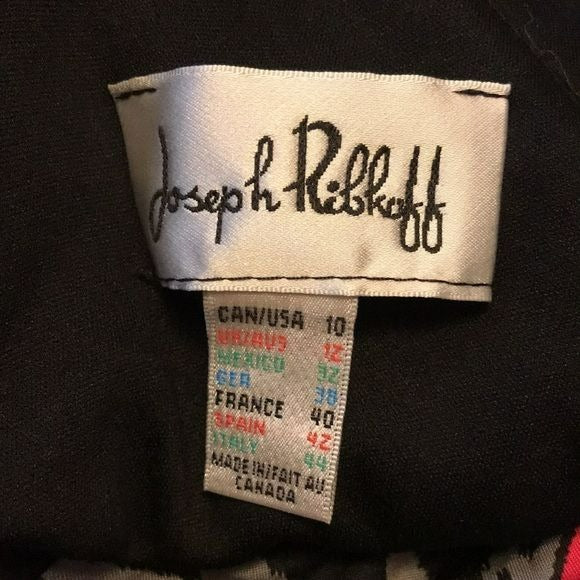 Joseph Ribkoff
CAN/USA 10
UK/AUS 12
MEXICO 32
GER 38
FRANCE 40
SPAIN 42
ITALY 44
MADE IN/FAIT AU
CANADA